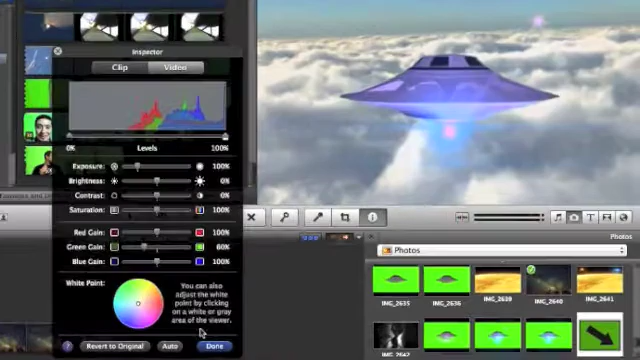 Inspector
Clip Video
0% Levels 100%
Exposure: 100%
Brightness: 0%
Contrast: 0%
Saturation: 100%
Red Gain: 100%
Green Gain: 60%
Blue Gain: 100%
White Point:
You can also
adjust the white
point by clicking
on a white or gray
area of the viewer.
? Revert to Original Auto Done
Photos
Photos
IMG_2635 IMG_2636 IMG_2639 IMG_2640 IMG_2641
IMG_2642